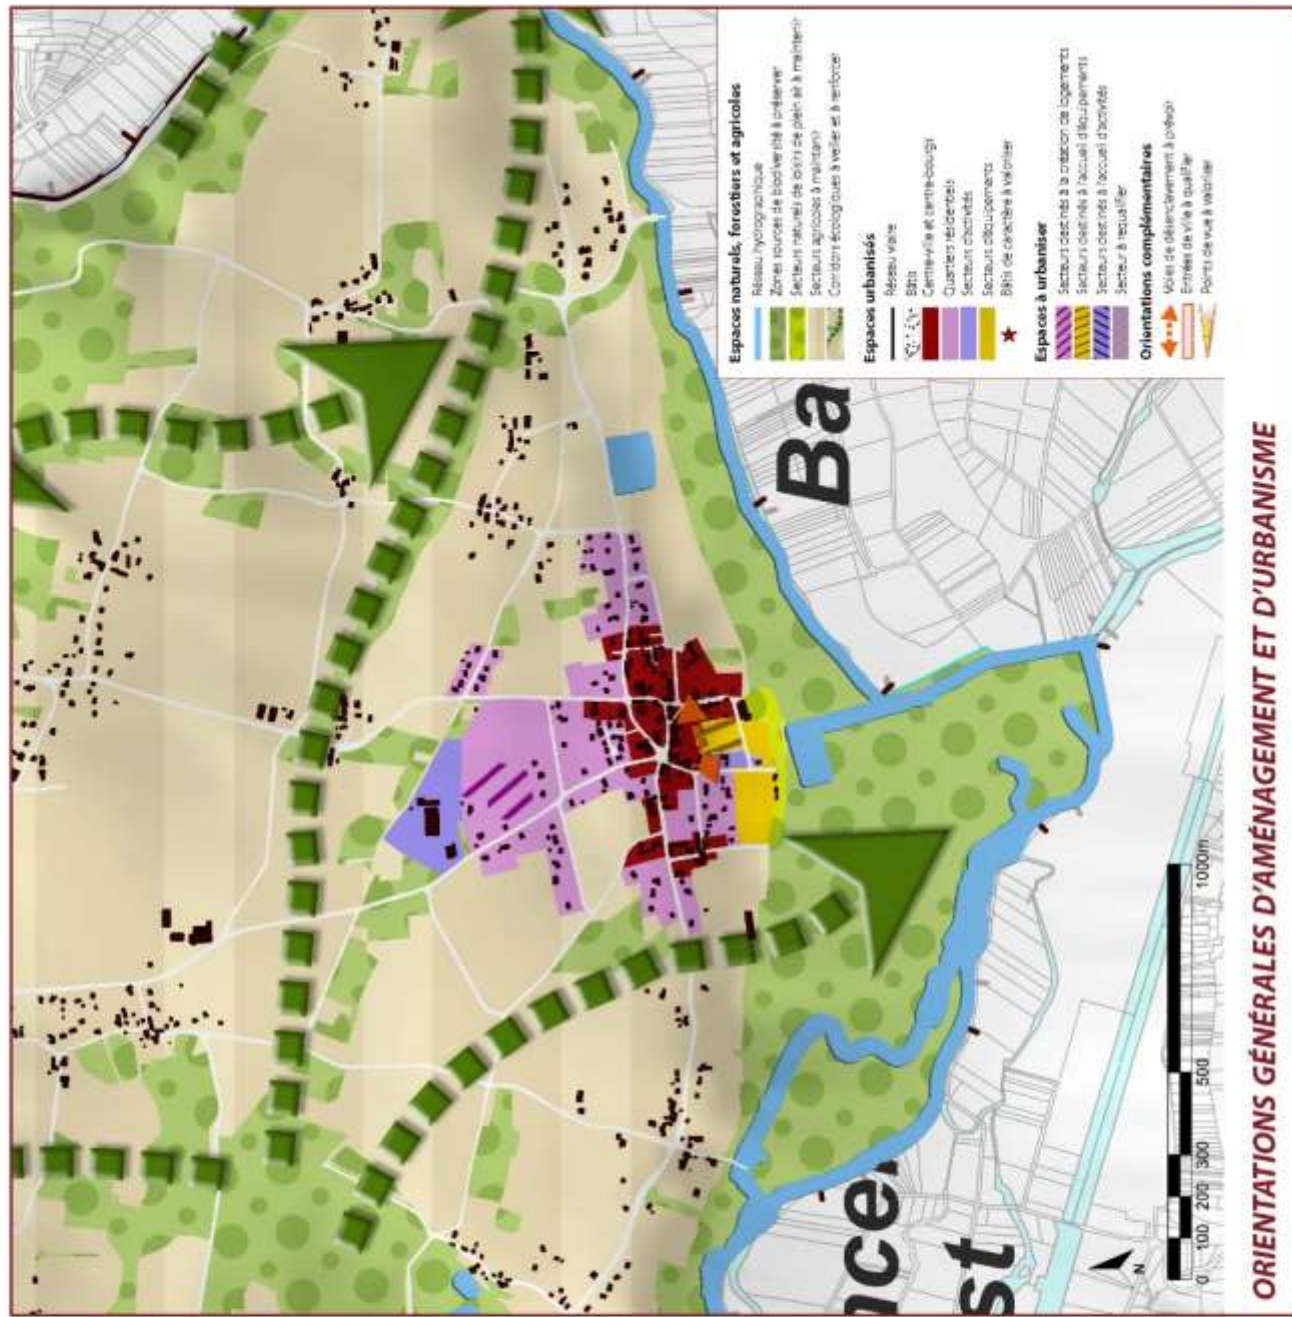 Espaces naturels, forestiers et agricoles
Réseau hydrographique
Zones sources de biodiversité à préserver
Secteurs naturels de loisirs de plein air à maintenir
Secteurs agricoles à maintenir
Corridors écologiques à veiller et à renforcer
Espaces urbanisés
Réseau viaire
Bâtis
Centre-ville et centre-bourgs
Quartiers résidentiels
Secteurs d'activités
Secteurs d'équipements
Bâtis de caractère à valoriser
Espaces à urbaniser
Secteurs destinés à la création de logements
Secteurs destinés à l'accueil d'équipements
Secteurs destinés à l'accueil d'activités
Secteur à requalifier
Orientations complémentaires
Voies de désenclavement à prévoir
Entrées de ville à qualifier
Points de vue à valoriser
Ba
ncel
st
N
0 100 200 300 500 1000m
ORIENTATIONS GÉNÉRALES D'AMÉNAGEMENT ET D'URBANISME